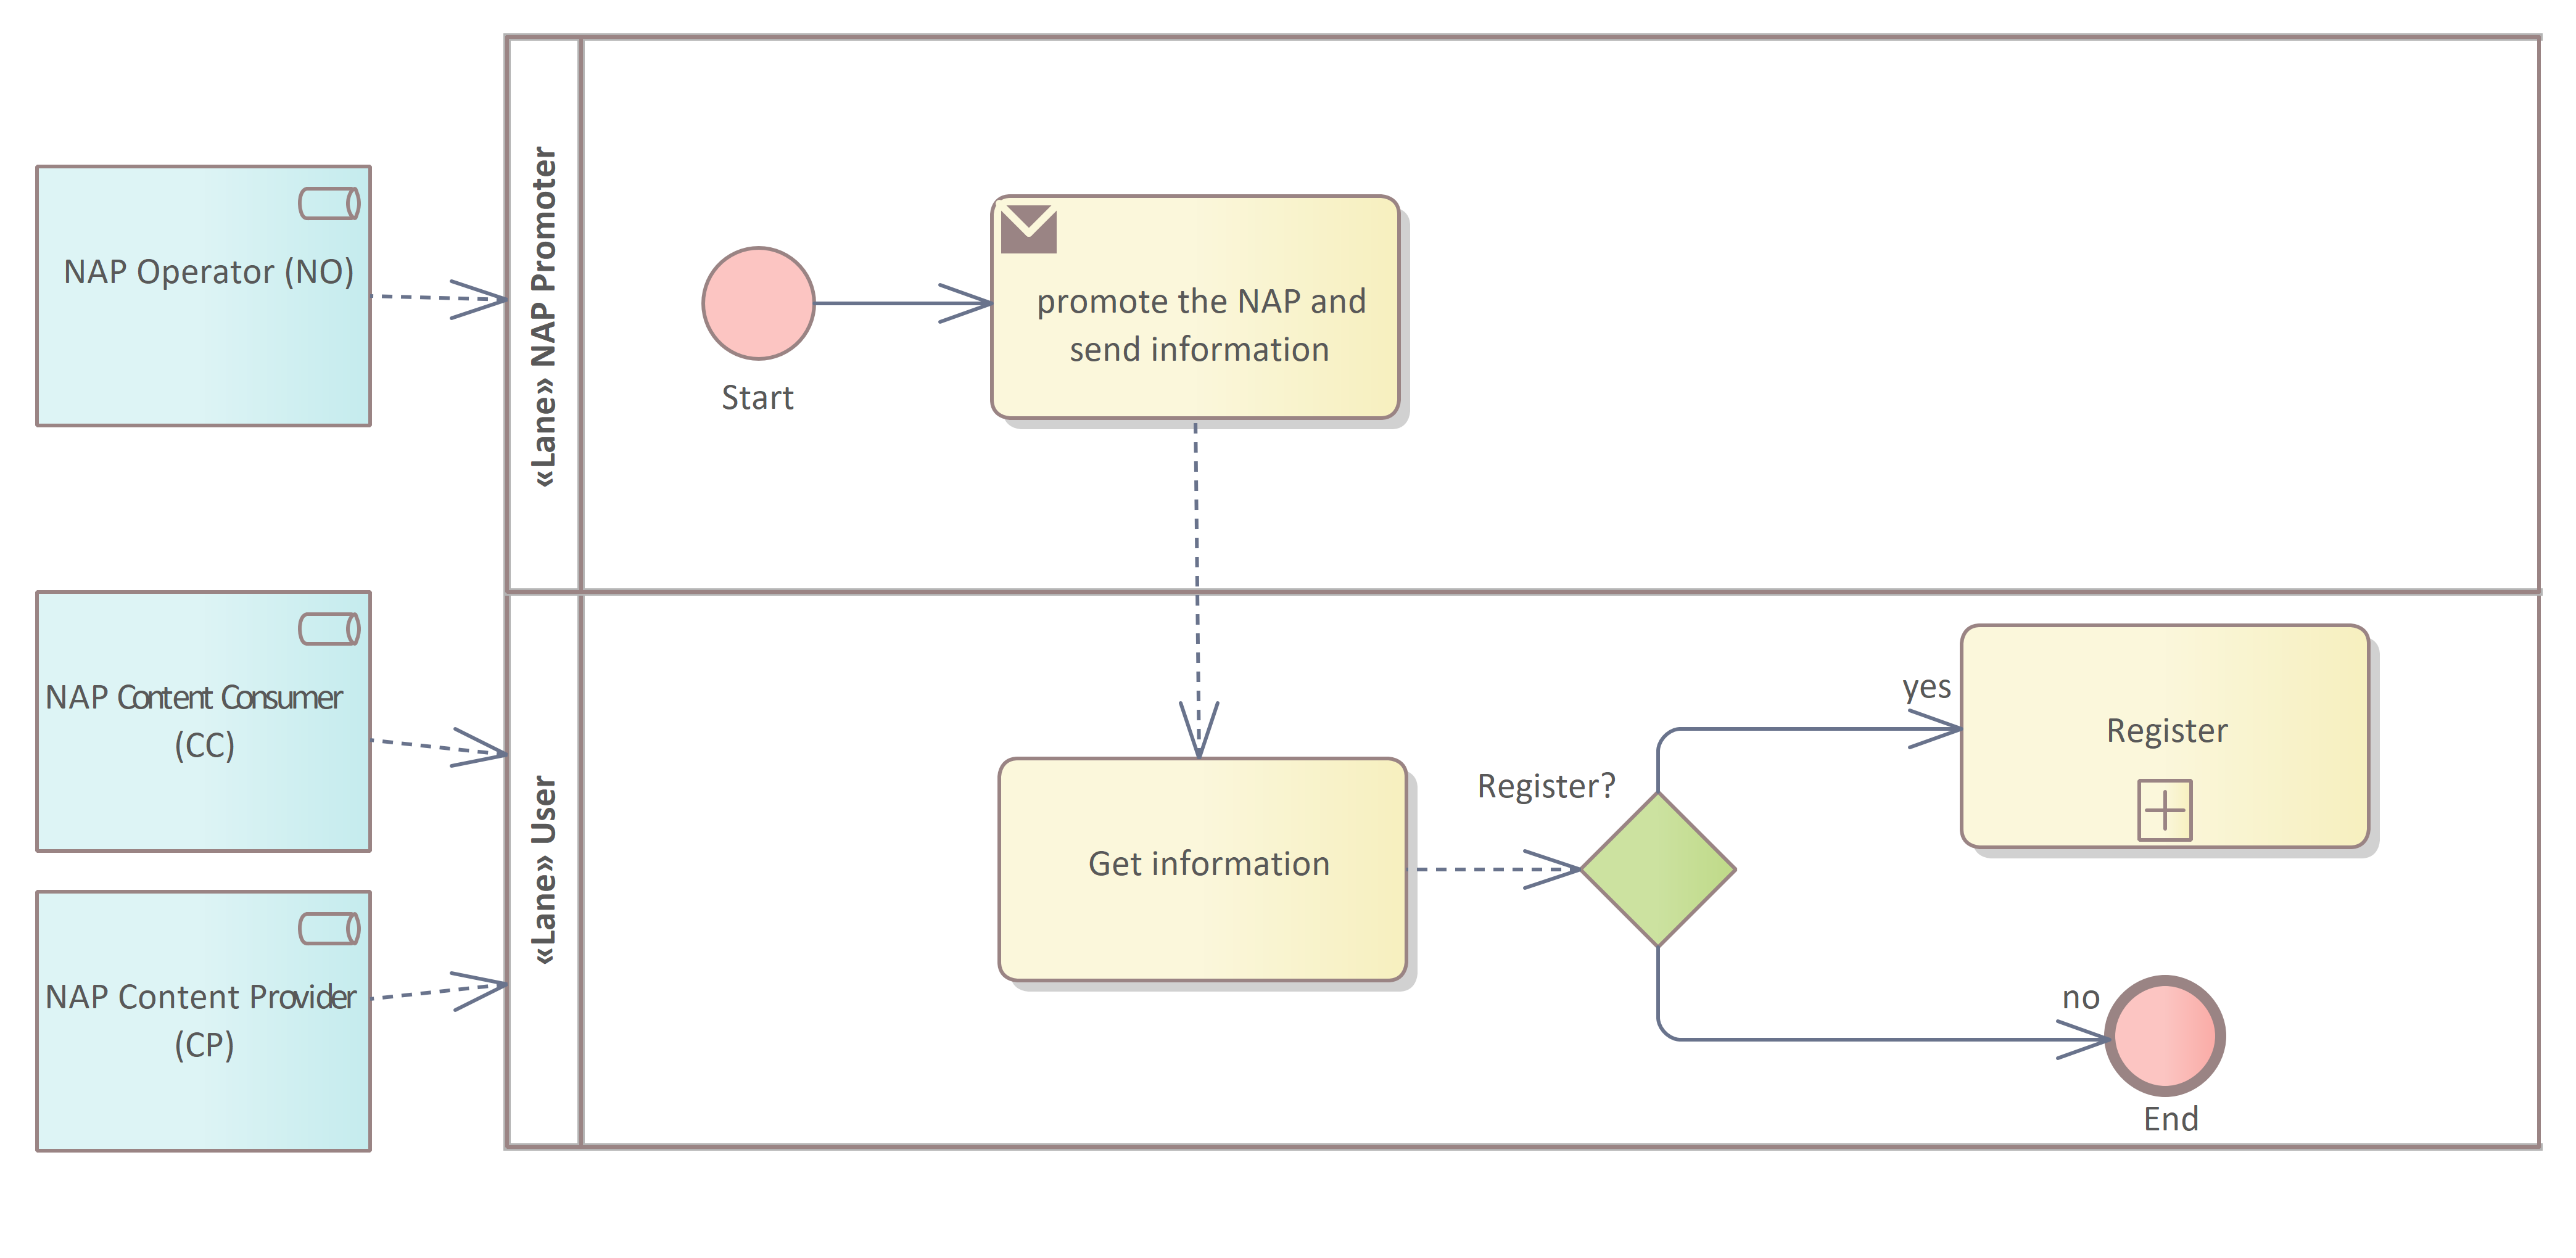 NAP Operator (NO)
«Lane» NAP Promoter
Start
promote the NAP and
send information
NAP Content Consumer
(CC)
NAP Content Provider
(CP)
«Lane» User
Get information
Register?
yes
Register
no
End